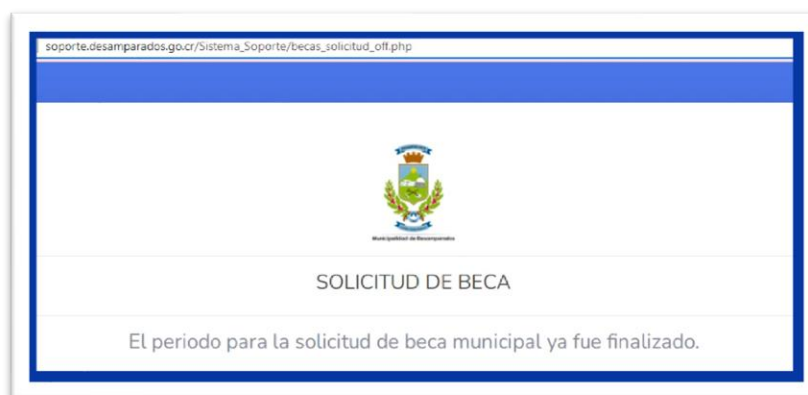 soporte.desamparados.go.cr/Sistema_Soporte/becas_solicitud_off.php
Municipalidad de Desamparados
SOLICITUD DE BECA
El periodo para la solicitud de beca municipal ya fue finalizado.